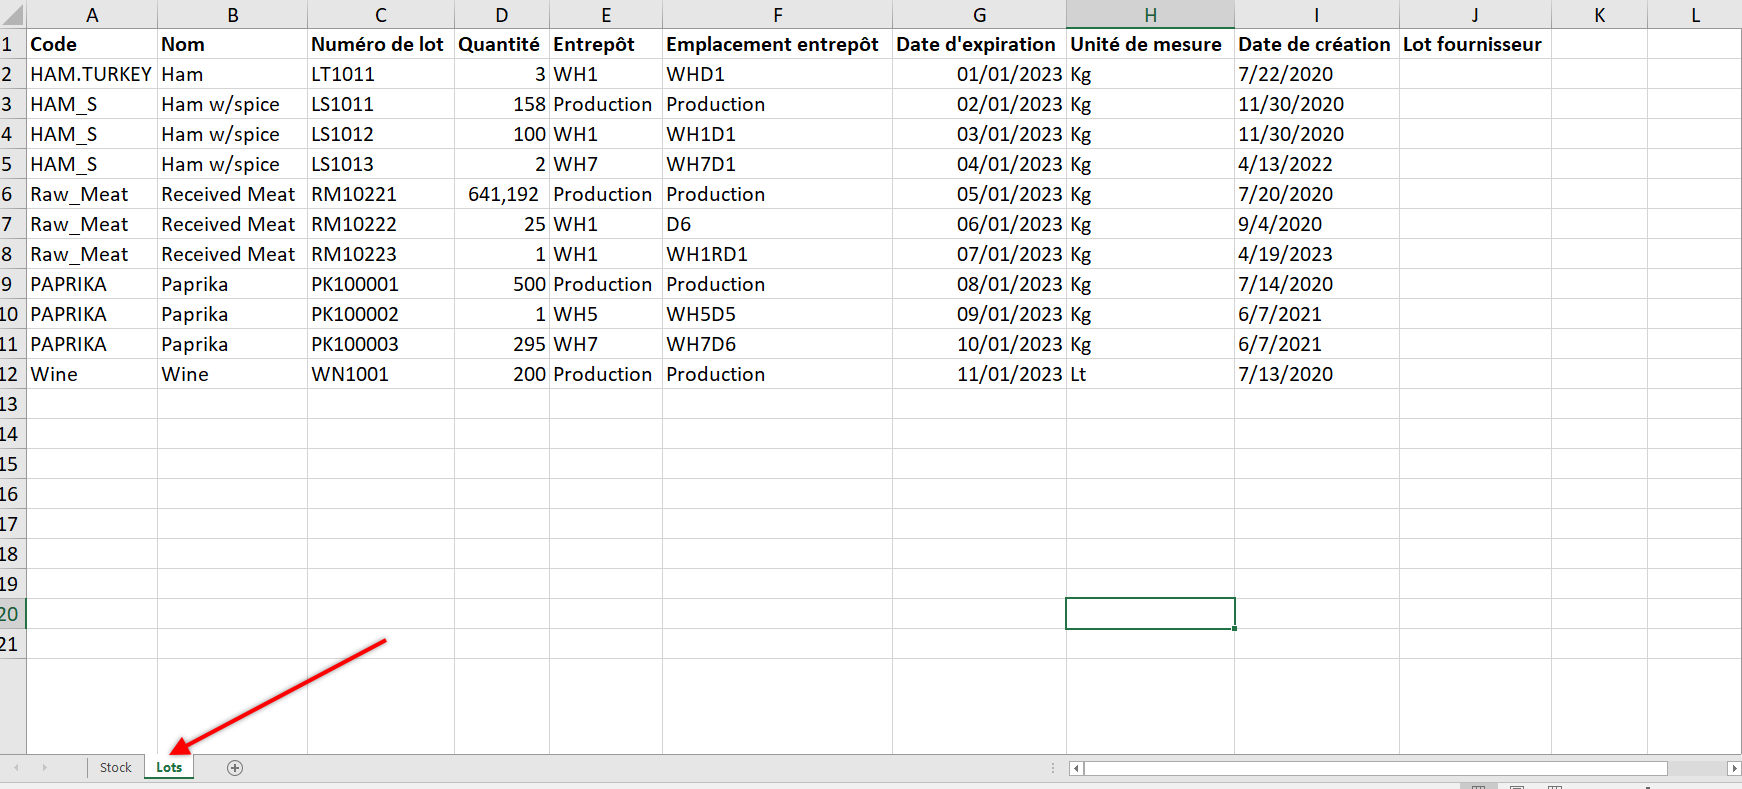 A B C D E F G H I J K L
1 Code Nom Numéro de lot Quantité Entrepôt Emplacement entrepôt Date d'expiration Unité de mesure Date de création Lot fournisseur
2 HAM.TURKEY Ham LT1011 3 WH1 WHD1 01/01/2023 Kg 7/22/2020
3 HAM_S Ham w/spice LS1011 158 Production Production 02/01/2023 Kg 11/30/2020
4 HAM_S Ham w/spice LS1012 100 WH1 WH1D1 03/01/2023 Kg 11/30/2020
5 HAM_S Ham w/spice LS1013 2 WH7 WH7D1 04/01/2023 Kg 4/13/2022
6 Raw_Meat Received Meat RM10221 641,192 Production Production 05/01/2023 Kg 7/20/2020
7 Raw_Meat Received Meat RM10222 25 WH1 D6 06/01/2023 Kg 9/4/2020
8 Raw_Meat Received Meat RM10223 1 WH1 WH1RD1 07/01/2023 Kg 4/19/2023
9 PAPRIKA Paprika PK100001 500 Production Production 08/01/2023 Kg 7/14/2020
10 PAPRIKA Paprika PK100002 1 WH5 WH5D5 09/01/2023 Kg 6/7/2021
11 PAPRIKA Paprika PK100003 295 WH7 WH7D6 10/01/2023 Kg 6/7/2021
12 Wine Wine WN1001 200 Production Production 11/01/2023 Lt 7/13/2020
13
14
15
16
17
18
19
20
21
Stock Lots